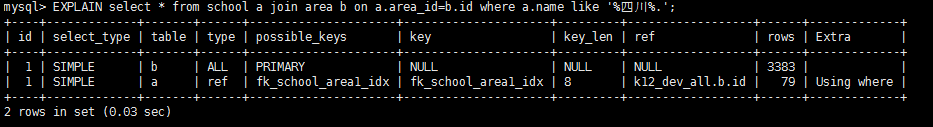 mysql> EXPLAIN select * from school a join area b on a.area_id=b.id where a.name like '%四川%.';
+----+-------------+-------+------+-----------------------+-----------------------+---------+------------------+------+-------------+
| id | select_type | table | type | possible_keys | key | key_len | ref | rows | Extra |
+----+-------------+-------+------+-----------------------+-----------------------+---------+------------------+------+-------------+
| 1 | SIMPLE | b | ALL | PRIMARY | NULL | NULL | NULL | 3383 | |
| 1 | SIMPLE | a | ref | fk_school_area1_idx | fk_school_area1_idx | 8 | k12_dev_all.b.id | 79 | Using where |
+----+-------------+-------+------+-----------------------+-----------------------+---------+------------------+------+-------------+
2 rows in set (0.03 sec)